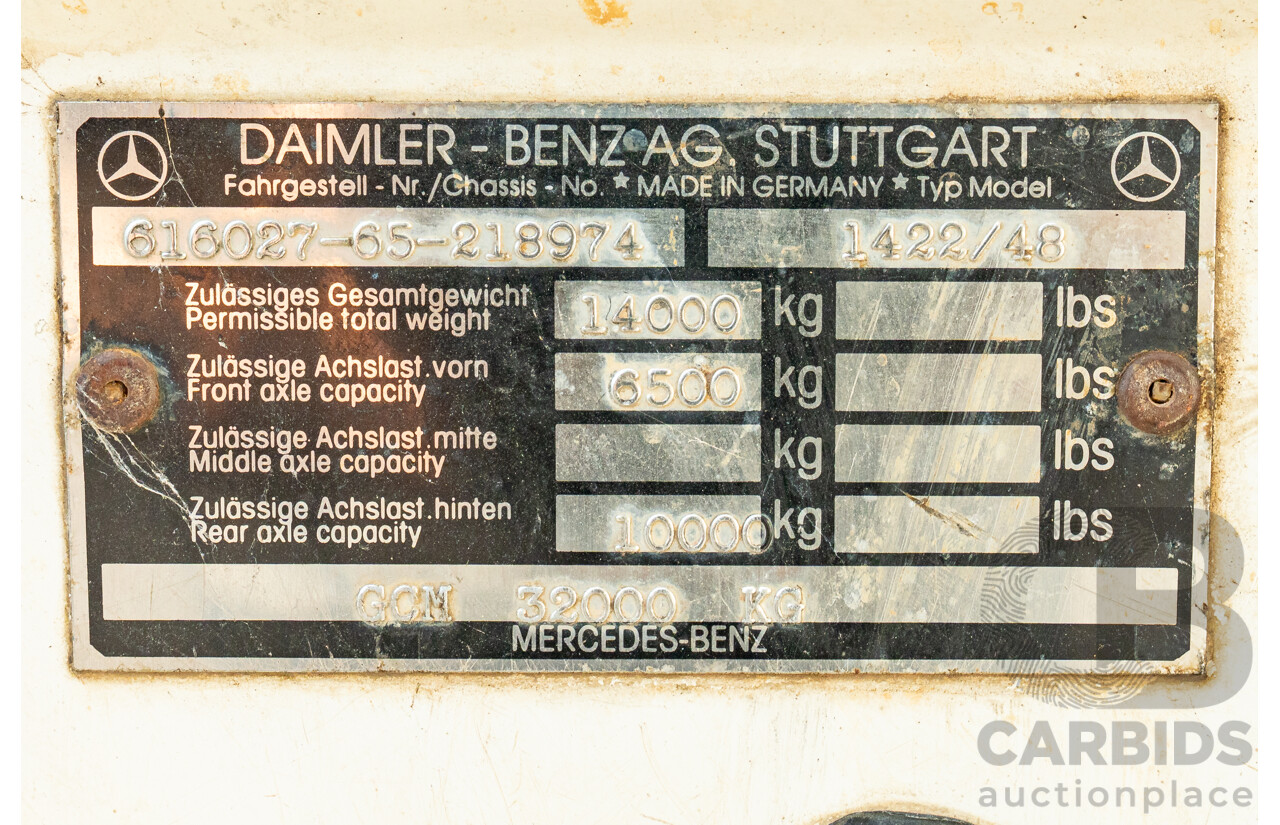 DAIMLER - BENZ AG. STUTTGART
Fahrgestell - Nr./Chassis - No. * MADE IN GERMANY * Typ Model
616027-65-218974 1422/48
Zulässiges Gesamtgewicht
Permissible total weight
14000 kg lbs
Zulässige Achslast.vorn
Front axle capacity
6500 kg lbs
Zulässige Achslast.mitte
Middle axle capacity
kg lbs
Zulässige Achslast.hinten
Rear axle capacity
10000 kg lbs
GCM 32000 KG
MERCEDES-BENZ
CARBIDS
auctionplace